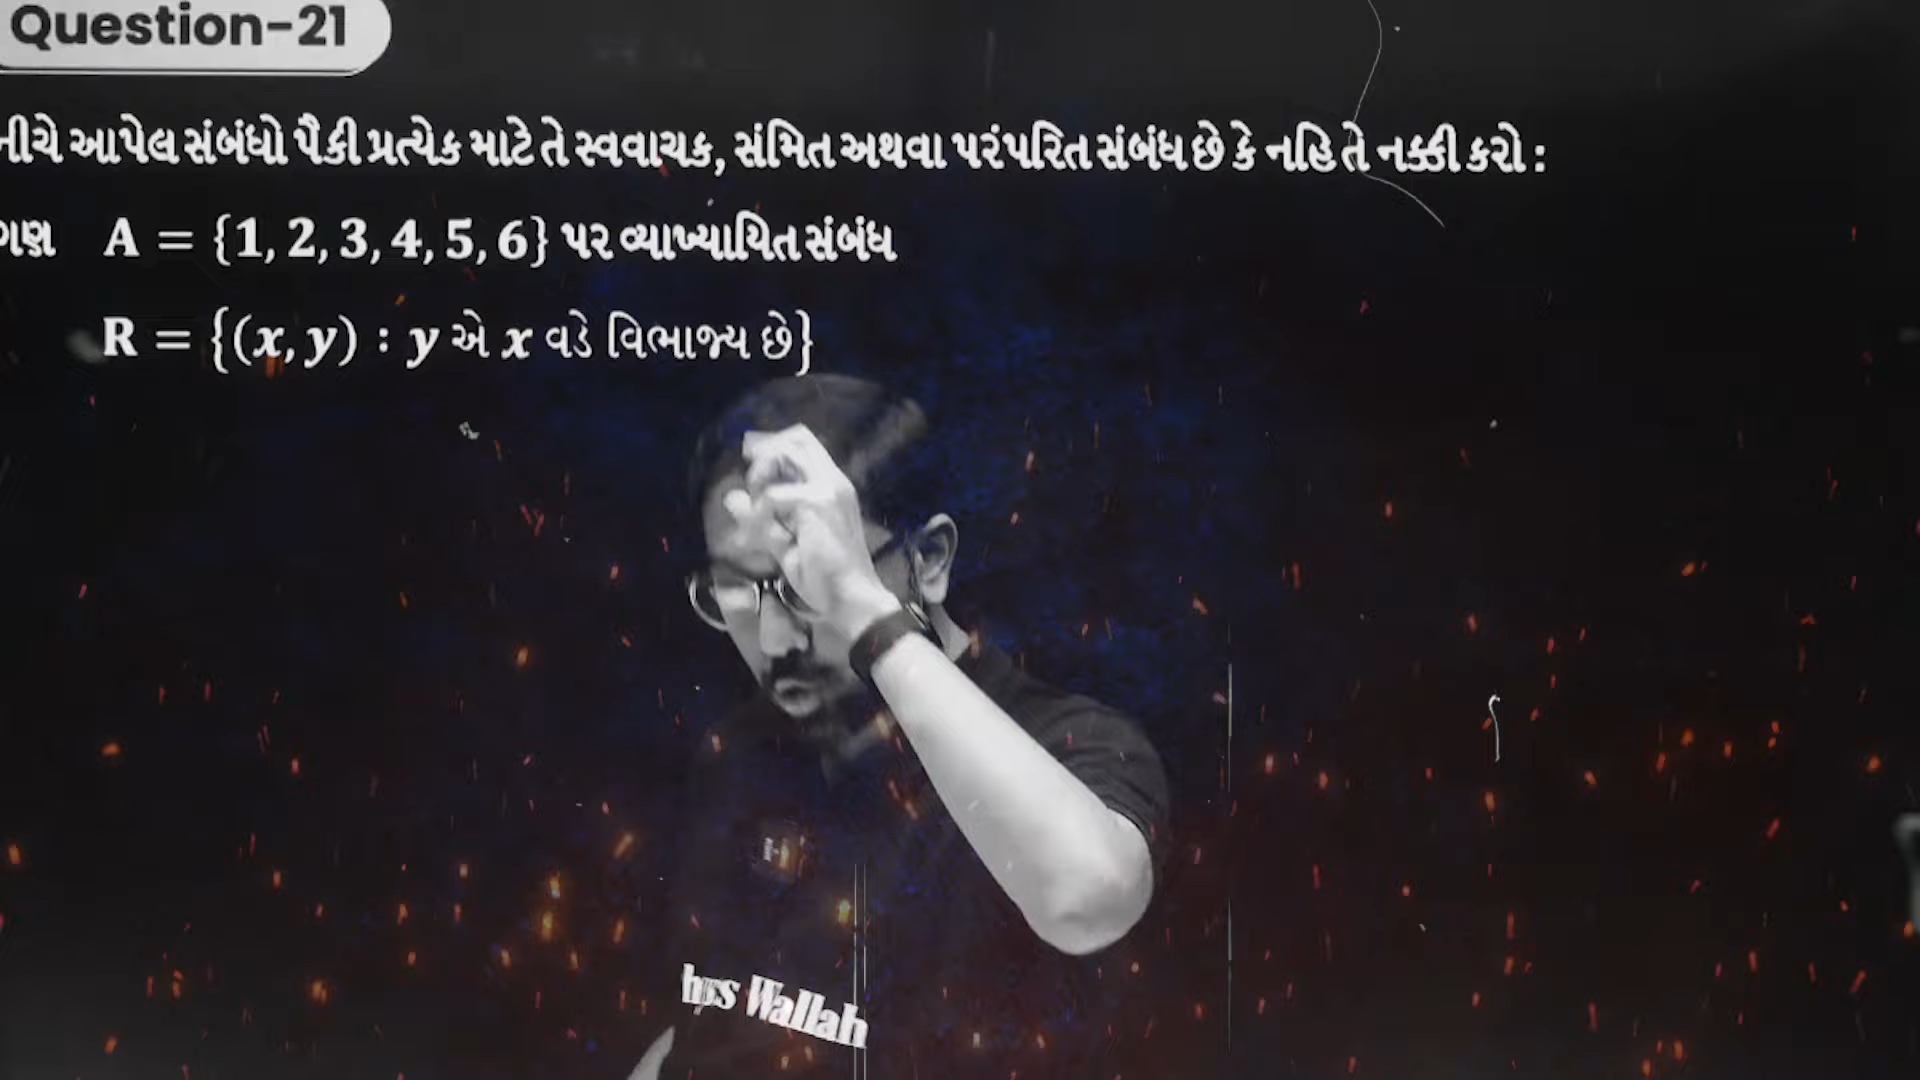 Question-21
નીચે આપેલ સંબંધો પૈકી પ્રત્યેક માટે તે સ્વવાચક, સંમિત અથવા પરંપરિત સંબંધ છે કે નહિ તે નક્કી કરો :
ગણ A = {1, 2, 3, 4, 5, 6} પર વ્યાખ્યાયિત સંબંધ
R = {(x, y) : y એ x વડે વિભાજ્ય છે}
Wallah